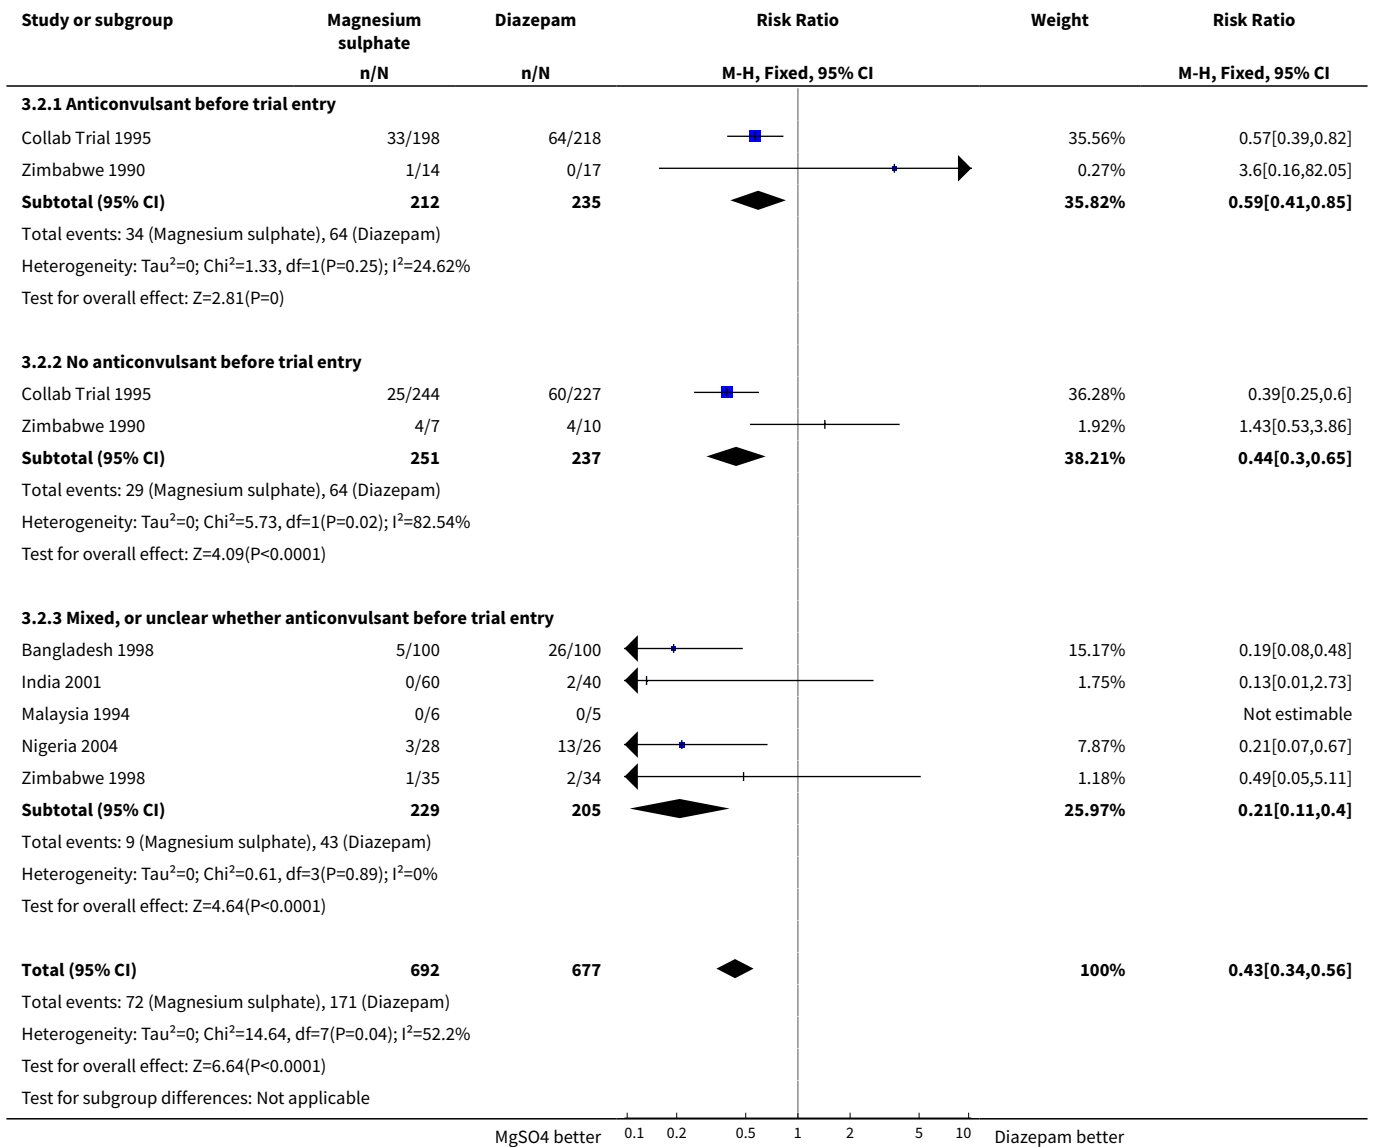 Study or subgroup Magnesium sulphate Diazepam Risk Ratio Weight Risk Ratio
n/N n/N M-H, Fixed, 95% CI M-H, Fixed, 95% CI
3.2.1 Anticonvulsant before trial entry
Collab Trial 1995 33/198 64/218 35.56% 0.57[0.39,0.82]
Zimbabwe 1990 1/14 0/17 0.27% 3.6[0.16,82.05]
Subtotal (95% CI) 212 235 35.82% 0.59[0.41,0.85]
Total events: 34 (Magnesium sulphate), 64 (Diazepam)
Heterogeneity: Tau²=0; Chi²=1.33, df=1(P=0.25); I²=24.62%
Test for overall effect: Z=2.81(P=0)
3.2.2 No anticonvulsant before trial entry
Collab Trial 1995 25/244 60/227 36.28% 0.39[0.25,0.6]
Zimbabwe 1990 4/7 4/10 1.92% 1.43[0.53,3.86]
Subtotal (95% CI) 251 237 38.21% 0.44[0.3,0.65]
Total events: 29 (Magnesium sulphate), 64 (Diazepam)
Heterogeneity: Tau²=0; Chi²=5.73, df=1(P=0.02); I²=82.54%
Test for overall effect: Z=4.09(P<0.0001)
3.2.3 Mixed, or unclear whether anticonvulsant before trial entry
Bangladesh 1998 5/100 26/100 15.17% 0.19[0.08,0.48]
India 2001 0/60 2/40 1.75% 0.13[0.01,2.73]
Malaysia 1994 0/6 0/5 Not estimable
Nigeria 2004 3/28 13/26 7.87% 0.21[0.07,0.67]
Zimbabwe 1998 1/35 2/34 1.18% 0.49[0.05,5.11]
Subtotal (95% CI) 229 205 25.97% 0.21[0.11,0.4]
Total events: 9 (Magnesium sulphate), 43 (Diazepam)
Heterogeneity: Tau²=0; Chi²=0.61, df=3(P=0.89); I²=0%
Test for overall effect: Z=4.64(P<0.0001)
Total (95% CI) 692 677 100% 0.43[0.34,0.56]
Total events: 72 (Magnesium sulphate), 171 (Diazepam)
Heterogeneity: Tau²=0; Chi²=14.64, df=7(P=0.04); I²=52.2%
Test for overall effect: Z=6.64(P<0.0001)
Test for subgroup differences: Not applicable
MgSO4 better 0.1 0.2 0.5 1 2 5 10 Diazepam better